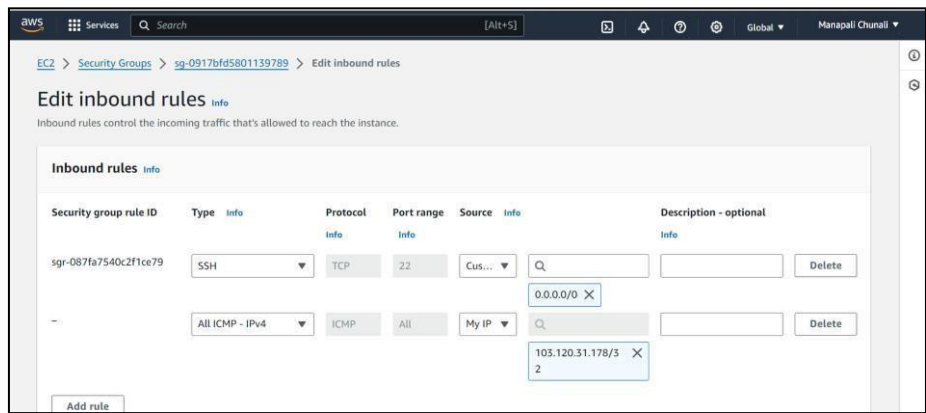 aws Services Search [Alt+S] Global Manapali Chunali
EC2 > Security Groups > sg-0917bfd5801139789 > Edit inbound rules
Edit inbound rules Info
Inbound rules control the incoming traffic that's allowed to reach the instance.
Inbound rules Info
Security group rule ID Type Info Protocol Port range Source Info Description - optional
Info Info Info
sgr-087fa7540c2f1ce79 SSH TCP 22 Cus... Delete
0.0.0.0/0
– All ICMP - IPv4 ICMP All My IP Delete
103.120.31.178/3
2
Add rule